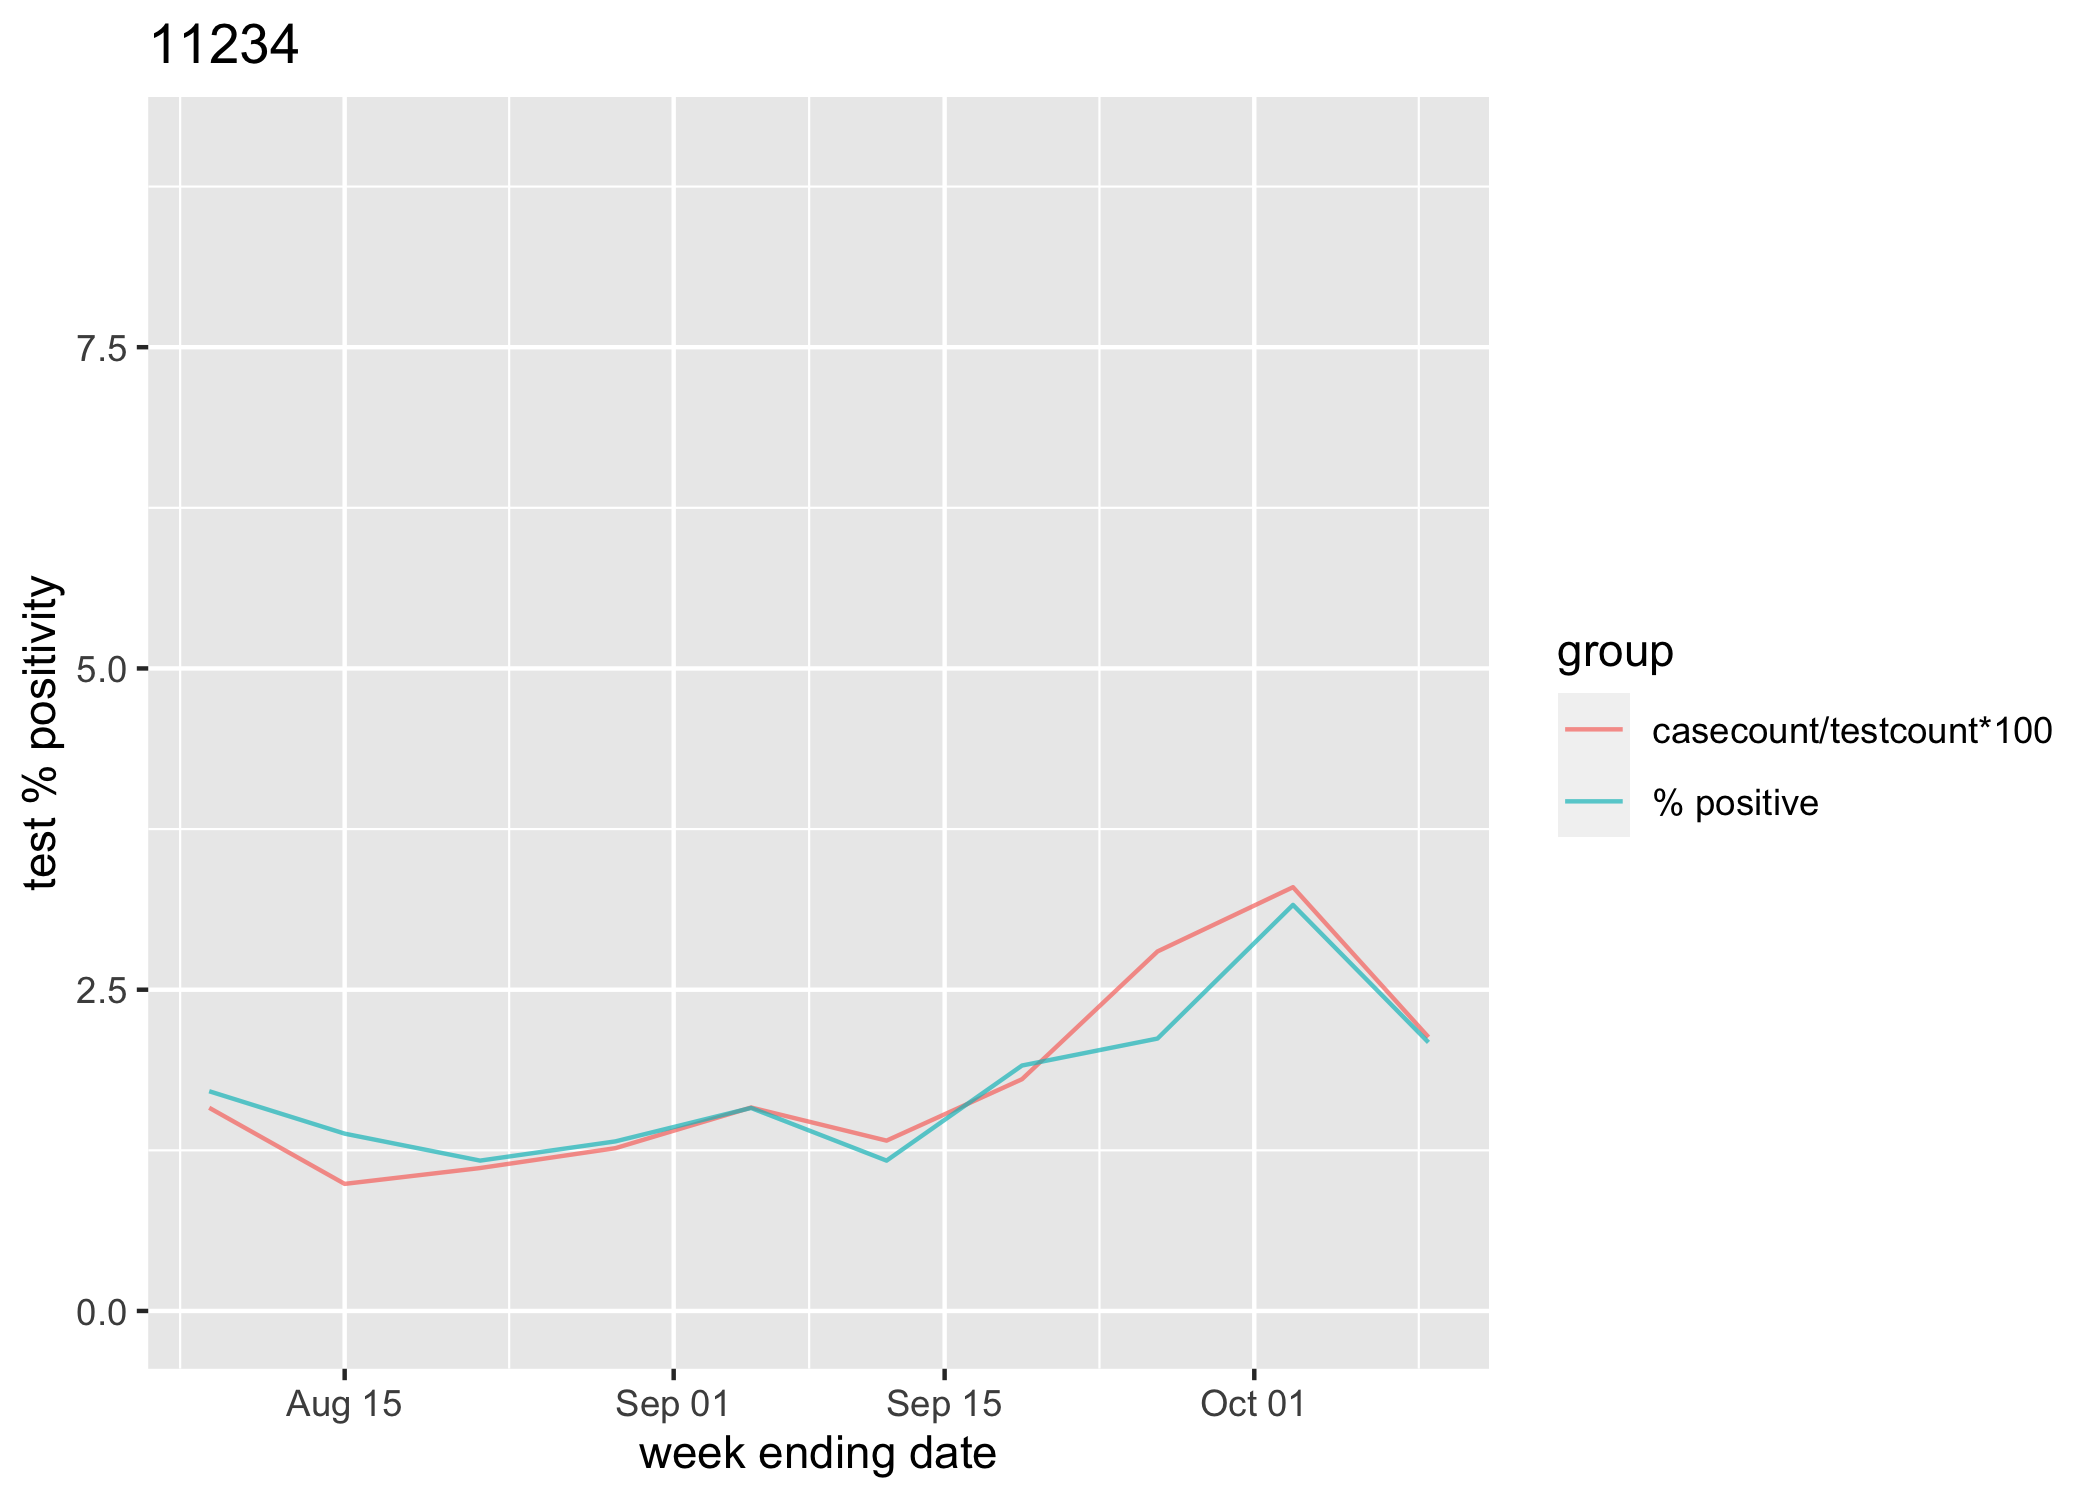 11234
test % positivity
7.5
5.0
2.5
0.0
Aug 15
Sep 01
Sep 15
Oct 01
week ending date
group
casecount/testcount*100
% positive